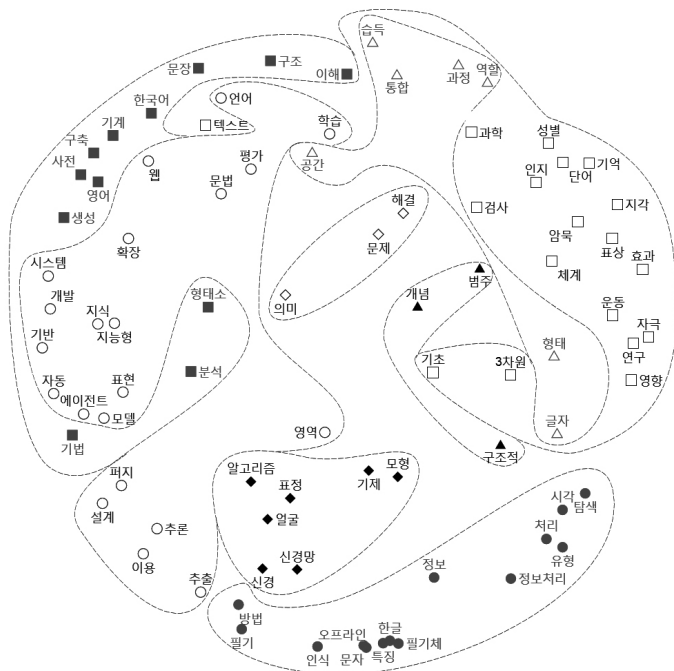 습득
구조
문장
이해
통합
과정
역할
언어
한국어
텍스트
학습
기계
과학
성별
구축
공간
기억
사전
영어
웹
평가
인지
단어
문법
해결
생성
검사
지각
문제
암묵
확장
표상
시스템
체계
효과
범주
개발
형태소
의미
개념
운동
지식
지능형
기반
자극
연구
형태
기초
3차원
자동
표현
분석
영향
에이전트
모델
글자
기법
영역
구조적
알고리즘
모형
퍼지
표정
기제
설계
시각
탐색
얼굴
추론
처리
유형
이용
신경망
신경
정보
정보처리
추출
방법
필기
오프라인
한글
인식
문자
특징
필기체